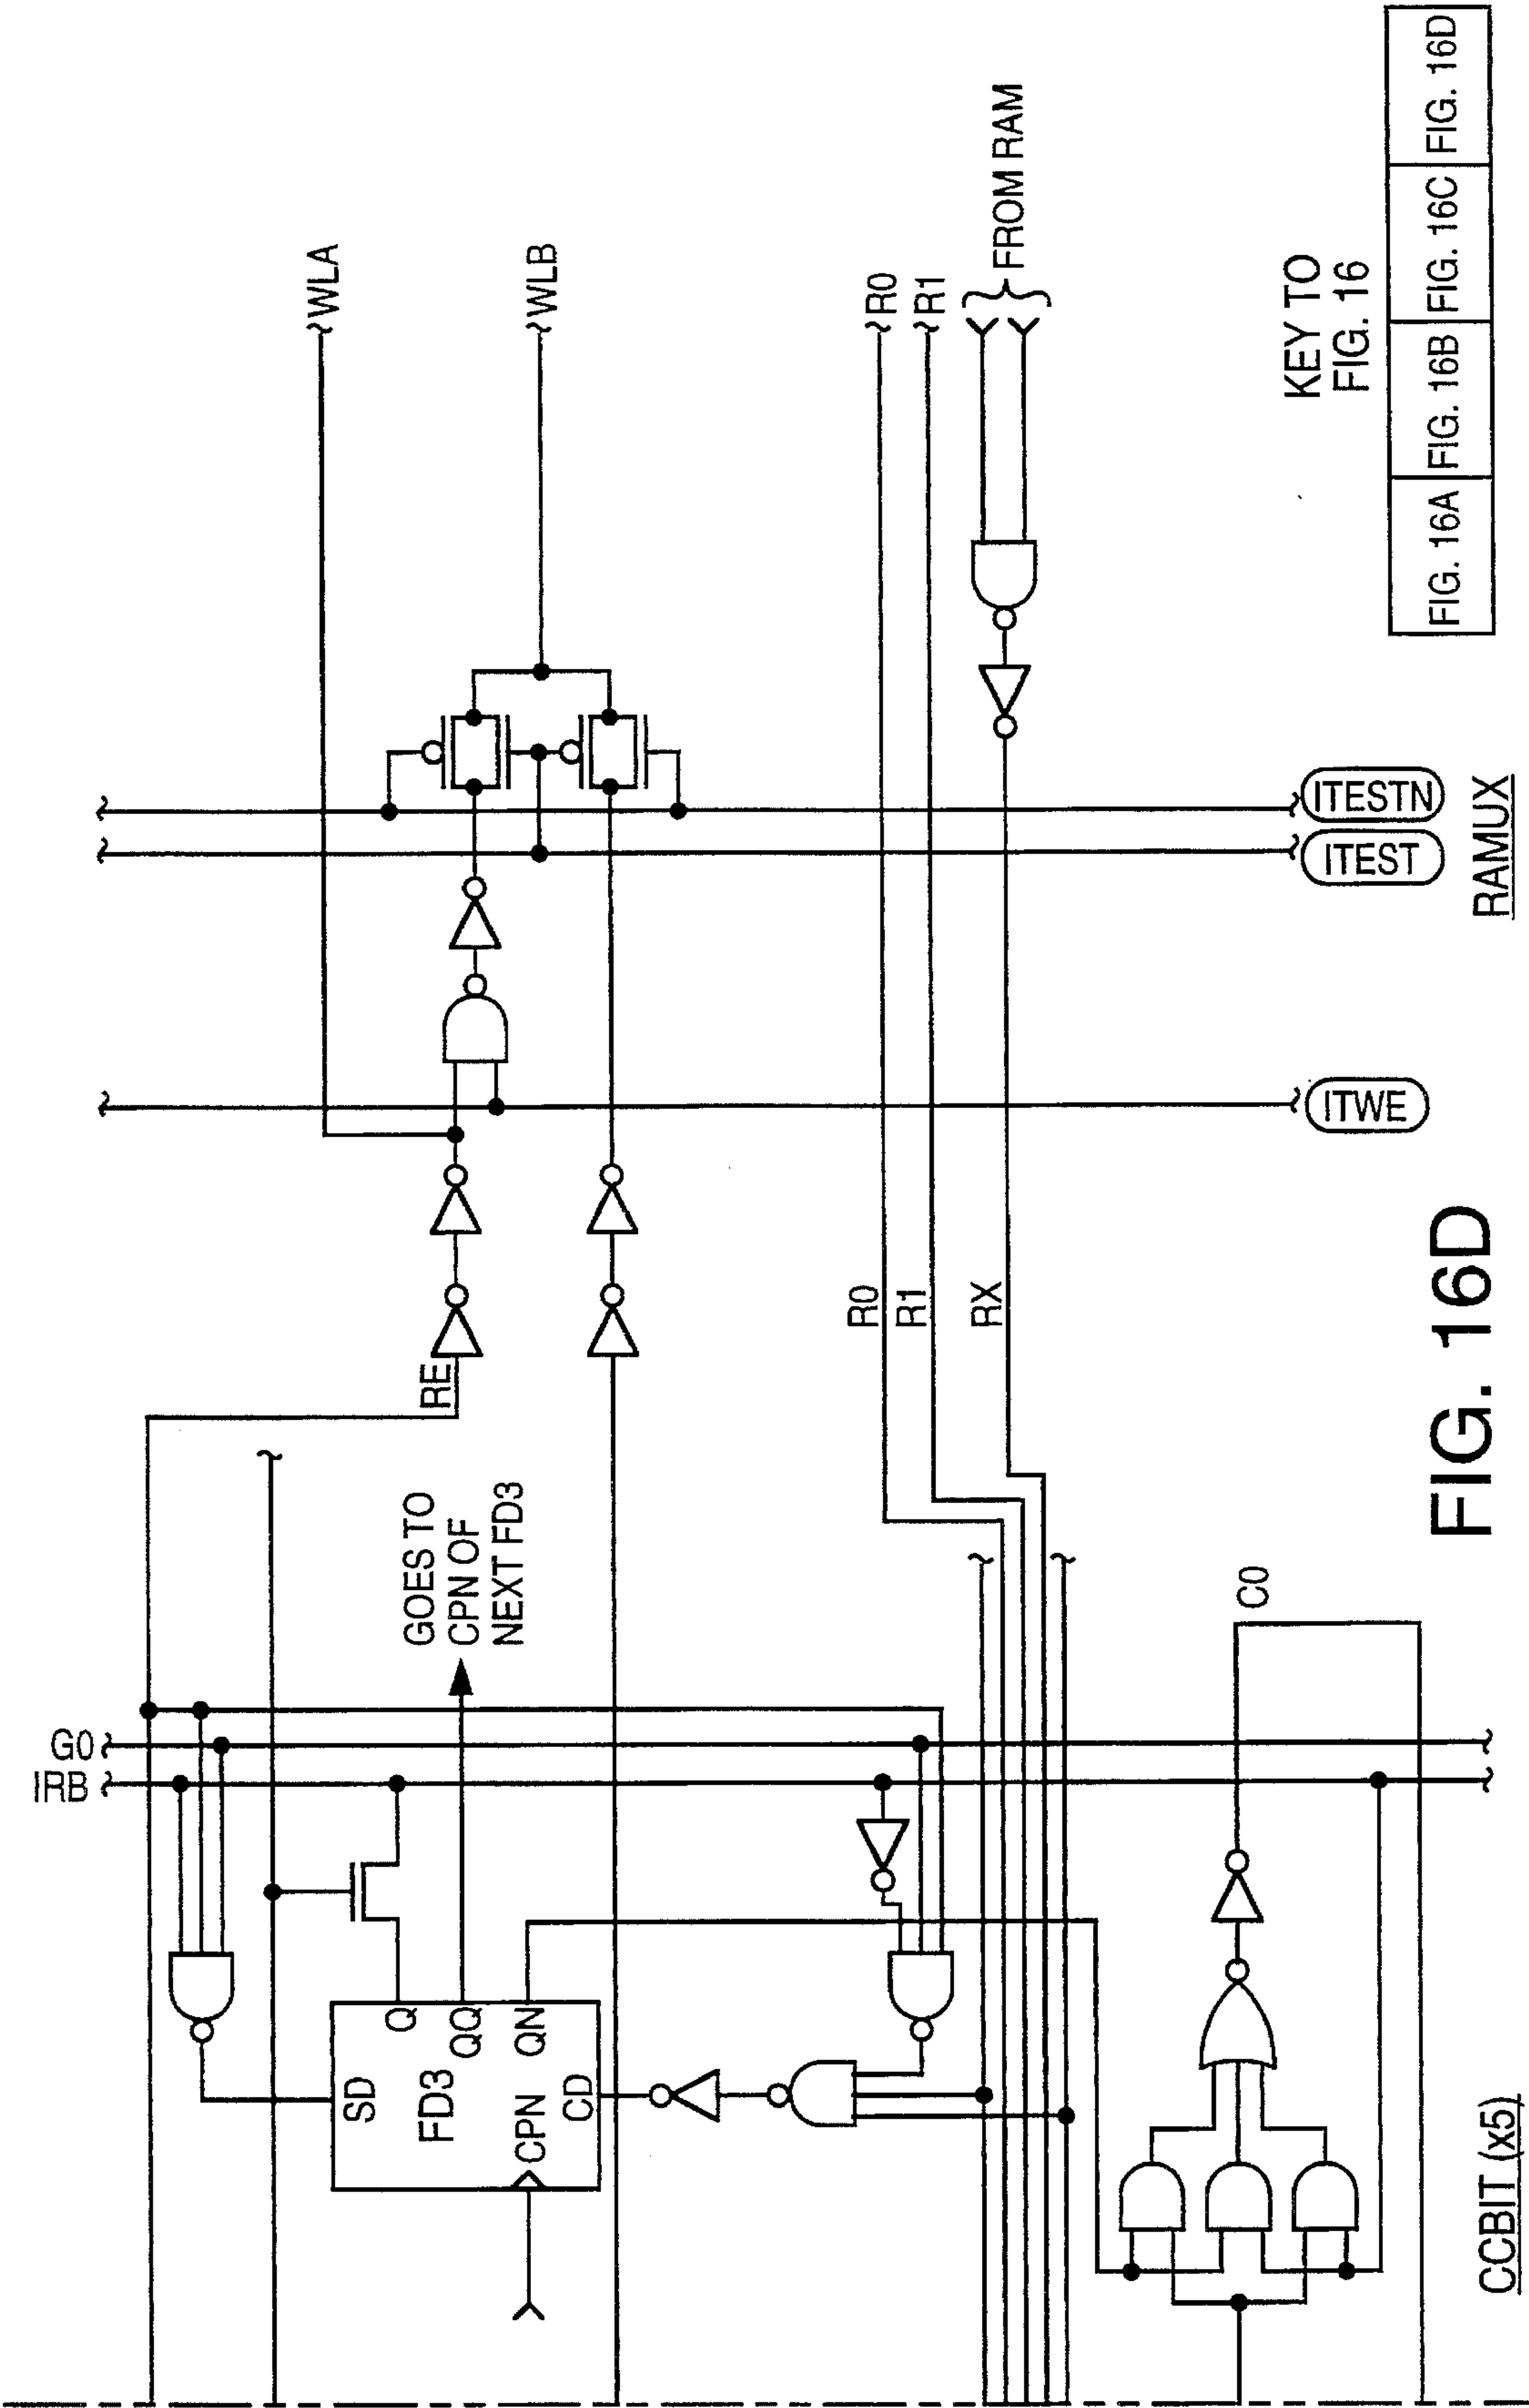 WLA
WLB
R0
R1
FROM RAM
KEY TO
FIG. 16
FIG. 16A
FIG. 16B
FIG. 16C
FIG. 16D
ITESTN
ITEST
RAMUX
ITWE
RE
R0
R1
RX
FIG. 16D
GOES TO
CPN OF
NEXT FD3
G0
IRB
C0
SD
Q
QQ
QN
FD3
CPN
CD
CCBIT (x5)